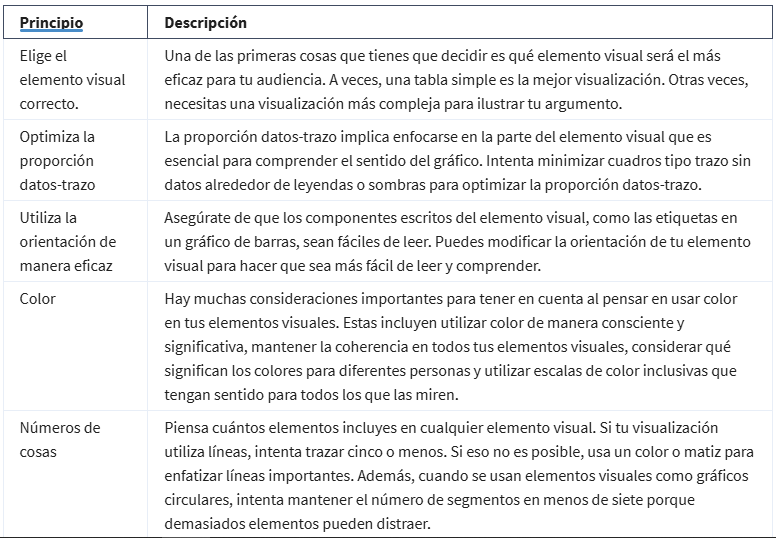 Principio Descripción
Elige el
elemento visual
correcto.
Una de las primeras cosas que tienes que decidir es qué elemento visual será el más
eficaz para tu audiencia. A veces, una tabla simple es la mejor visualización. Otras veces,
necesitas una visualización más compleja para ilustrar tu argumento.
Optimiza la
proporción
datos-trazo
La proporción datos-trazo implica enfocarse en la parte del elemento visual que es
esencial para comprender el sentido del gráfico. Intenta minimizar cuadros tipo trazo sin
datos alrededor de leyendas o sombras para optimizar la proporción datos-trazo.
Utiliza la
orientación de
manera eficaz
Asegúrate de que los componentes escritos del elemento visual, como las etiquetas en
un gráfico de barras, sean fáciles de leer. Puedes modificar la orientación de tu elemento
visual para hacer que sea más fácil de leer y comprender.
Color
Hay muchas consideraciones importantes para tener en cuenta al pensar en usar color
en tus elementos visuales. Estas incluyen utilizar color de manera consciente y
significativa, mantener la coherencia en todos tus elementos visuales, considerar qué
significan los colores para diferentes personas y utilizar escalas de color inclusivas que
tengan sentido para todos los que las miren.
Números de
cosas
Piensa cuántos elementos incluyes en cualquier elemento visual. Si tu visualización
utiliza líneas, intenta trazar cinco o menos. Si eso no es posible, usa un color o matiz para
enfatizar líneas importantes. Además, cuando se usan elementos visuales como gráficos
circulares, intenta mantener el número de segmentos en menos de siete porque
demasiados elementos pueden distraer.